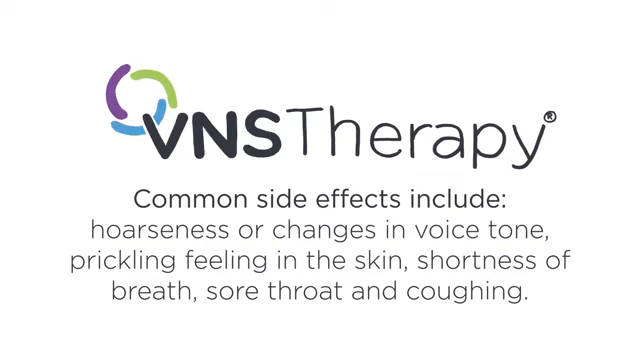 VNSTherapy®
Common side effects include:
hoarseness or changes in voice tone,
prickling feeling in the skin, shortness of
breath, sore throat and coughing.